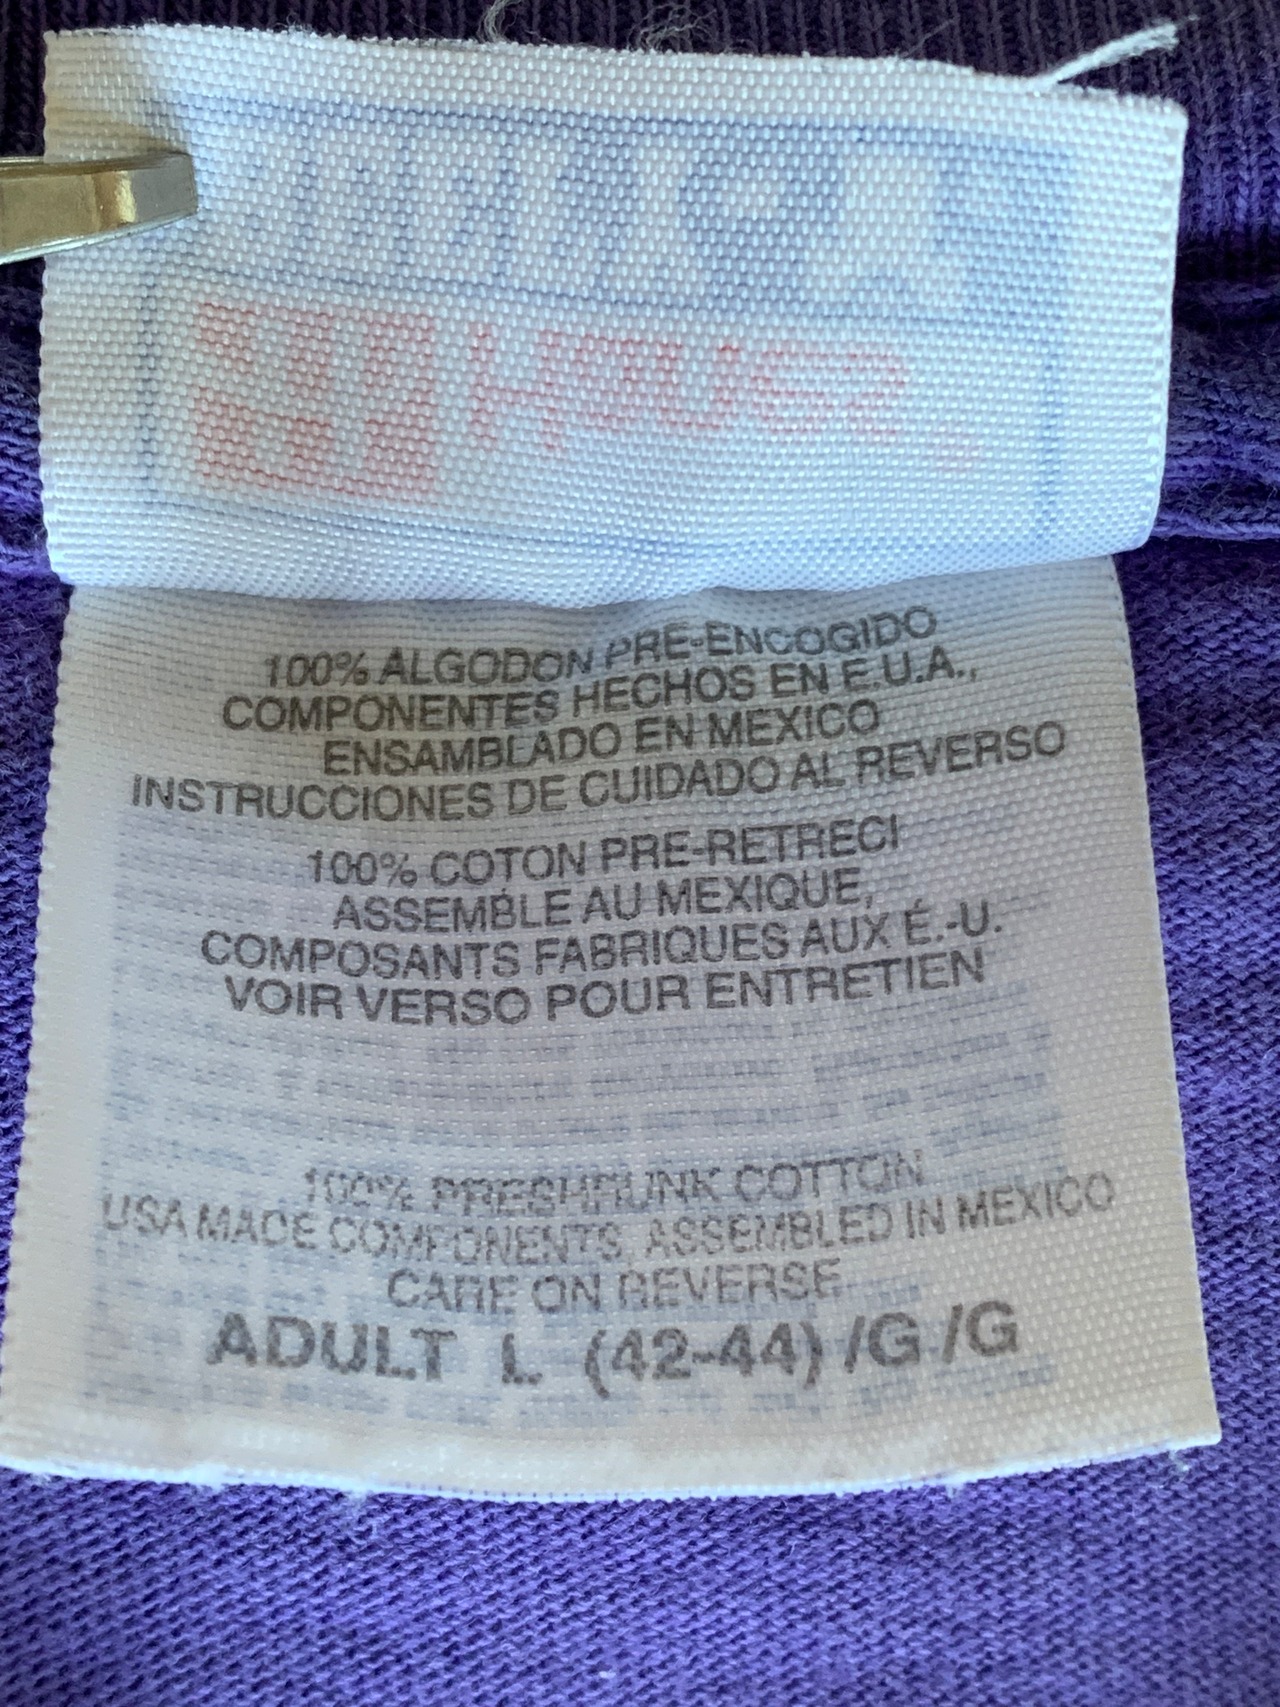 100% ALGODON PRE-ENCOGIDO
COMPONENTES HECHOS EN E.U.A.,
ENSAMBLADO EN MEXICO
INSTRUCCIONES DE CUIDADO AL REVERSO
100% COTON PRE-RETRECI
ASSEMBLE AU MEXIQUE,
COMPOSANTS FABRIQUES AUX É.-U.
VOIR VERSO POUR ENTRETIEN
100% PRESHRUNK COTTON
USA MADE COMPONENTS, ASSEMBLED IN MEXICO
CARE ON REVERSE
ADULT L (42-44) /G /G